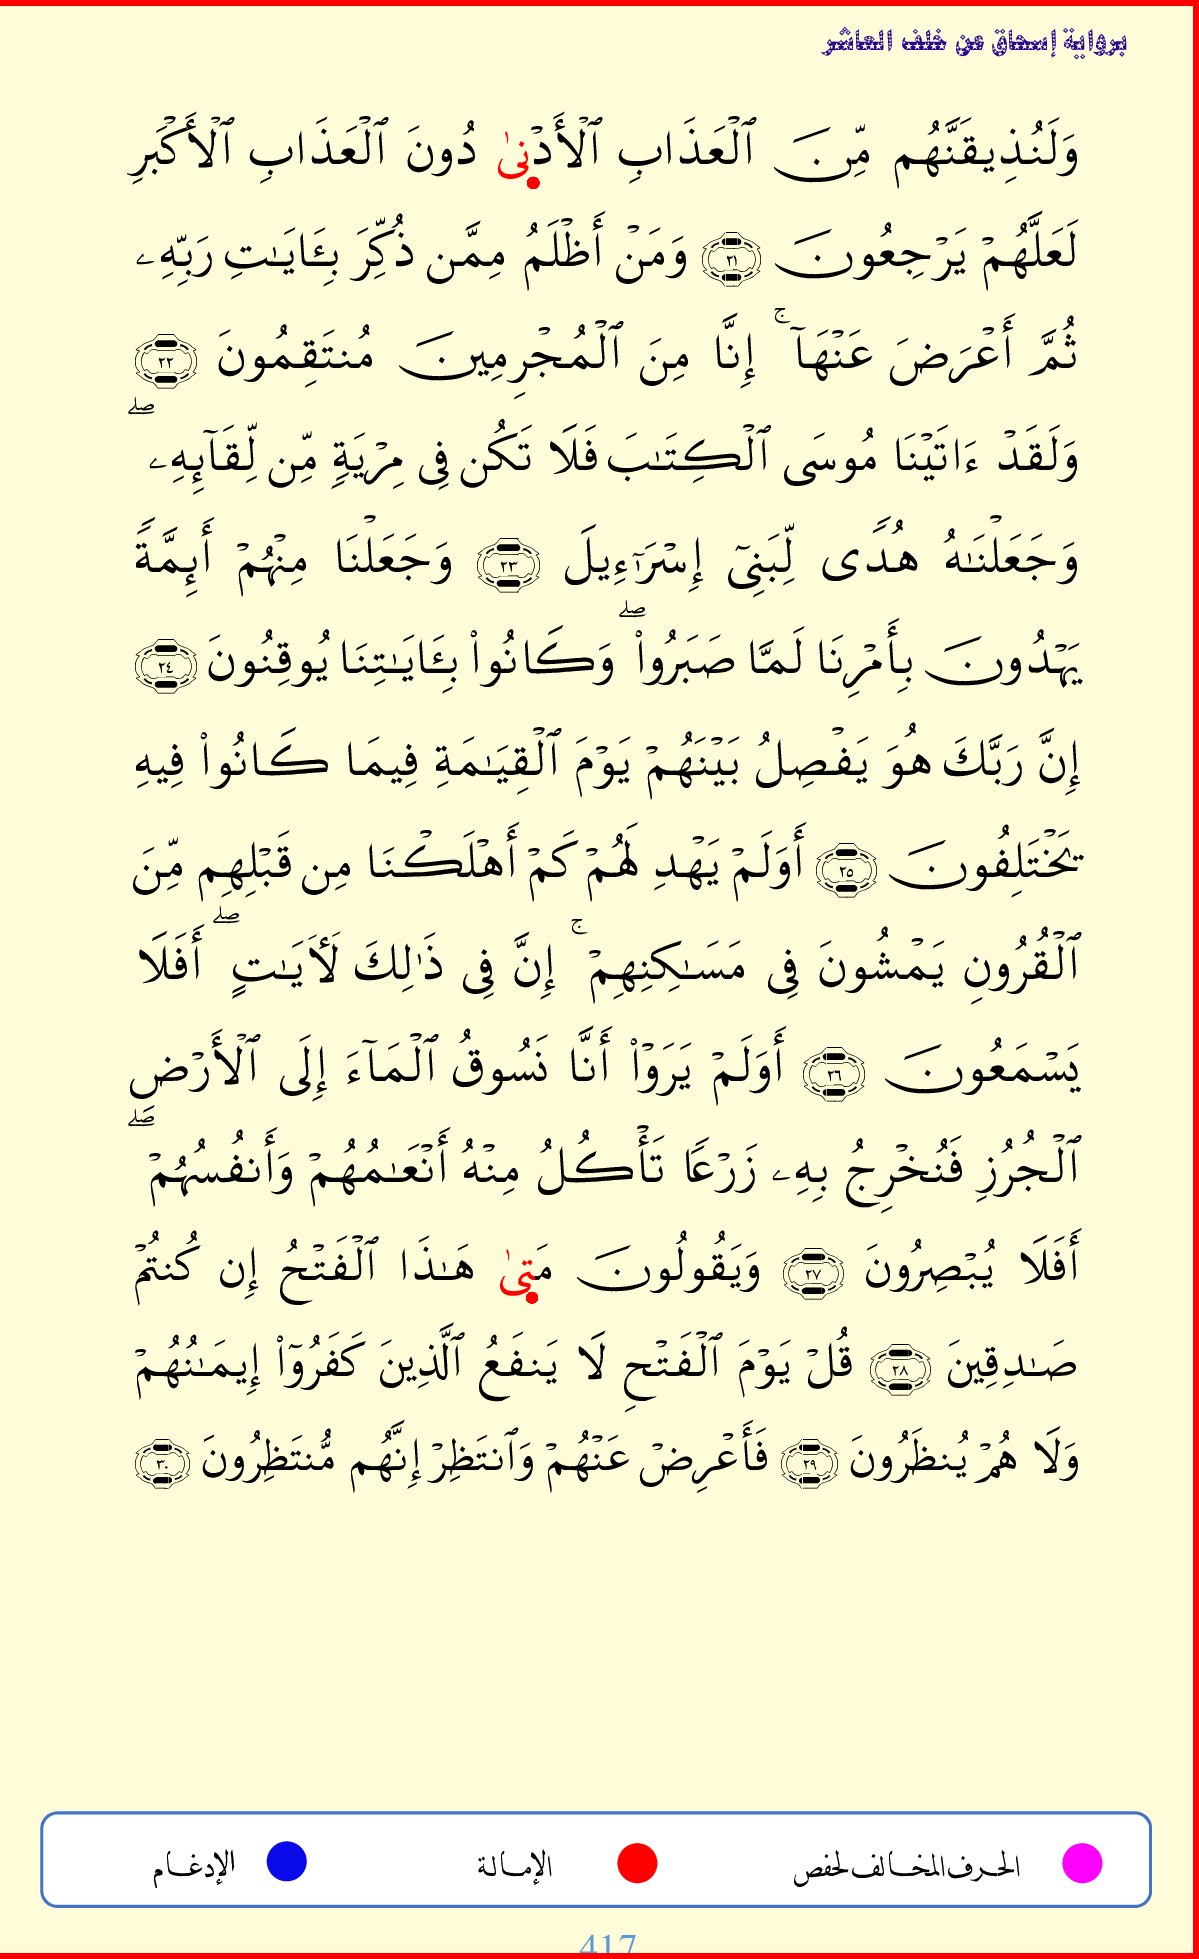 برواية إسحاق عن خلف العاشر
وَلَنُذِيقَنَّهُم مِّنَ ٱلۡعَذَابِ ٱلۡأَدۡنىٰ دُونَ ٱلۡعَذَابِ ٱلۡأَكۡبَرِ
لَعَلَّهُمۡ يَرۡجِعُونَ ٢١ وَمَنۡ أَظۡلَمُ مِمَّن ذُكِّرَ بِـَٔايَٰتِ رَبِّهِۦ
ثُمَّ أَعۡرَضَ عَنۡهَآۚ إِنَّا مِنَ ٱلۡمُجۡرِمِينَ مُنتَقِمُونَ ٢٢
وَلَقَدۡ ءَاتَيۡنَا مُوسَى ٱلۡكِتَٰبَ فَلَا تَكُن فِى مِرۡيَةٍ مِّن لِّقَآئِهِۦۖ
وَجَعَلۡنَٰهُ هُدًى لِّبَنِىٓ إِسۡرَٰٓءِيلَ ٢٣ وَجَعَلۡنَا مِنۡهُمۡ أَئِمَّةً
يَهۡدُونَ بِأَمۡرِنَا لَمَّا صَبَرُواْۖ وَكَانُواْ بِـَٔايَٰتِنَا يُوقِنُونَ ٢٤
إِنَّ رَبَّكَ هُوَ يَفۡصِلُ بَيۡنَهُمۡ يَوۡمَ ٱلۡقِيَٰمَةِ فِيمَا كَانُواْ فِيهِ
يَخۡتَلِفُونَ ٢٥ أَوَلَمۡ يَهۡدِ لَهُمۡ كَمۡ أَهۡلَكۡنَا مِن قَبۡلِهِم مِّنَ
ٱلۡقُرُونِ يَمۡشُونَ فِى مَسَٰكِنِهِمۡۚ إِنَّ فِى ذَٰلِكَ لَأٓيَٰتٍۖ أَفَلَا
يَسۡمَعُونَ ٢٦ أَوَلَمۡ يَرَوۡاْ أَنَّا نَسُوقُ ٱلۡمَآءَ إِلَى ٱلۡأَرۡضِ
ٱلۡجُرُزِ فَنُخۡرِجُ بِهِۦ زَرۡعًا تَأۡكُلُ مِنۡهُ أَنۡعَٰمُهُمۡ وَأَنفُسُهُمۡۖ
أَفَلَا يُبۡصِرُونَ ٢٧ وَيَقُولُونَ مَتىٰ هَٰذَا ٱلۡفَتۡحُ إِن كُنتُمۡ
صَٰدِقِينَ ٢٨ قُلۡ يَوۡمَ ٱلۡفَتۡحِ لَا يَنفَعُ ٱلَّذِينَ كَفَرُوٓاْ إِيمَٰنُهُمۡ
وَلَا هُمۡ يُنظَرُونَ ٢٩ فَأَعۡرِضۡ عَنۡهُمۡ وَٱنتَظِرۡ إِنَّهُم مُّنتَظِرُونَ ٣٠
الحرف المخالف لحفص الإمالة الإدغام
417